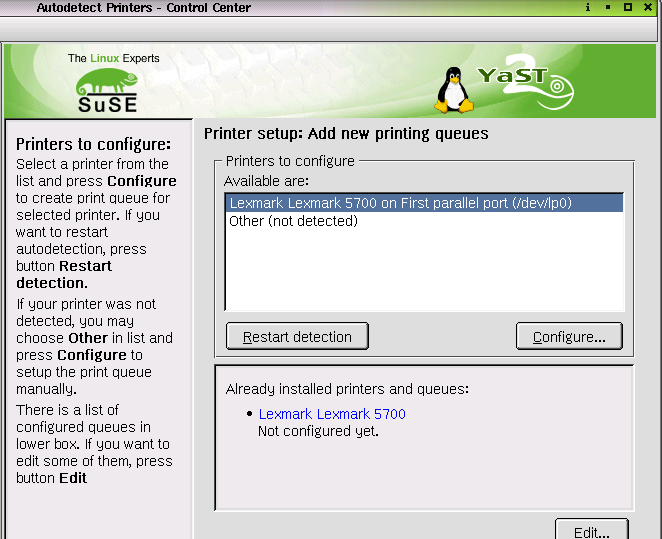 Autodetect Printers - Control Center
The Linux Experts
SuSE
YaST
2
Printers to configure:
Select a printer from the
list and press Configure
to create print queue for
selected printer. If you
want to restart
autodetection, press
button Restart
detection.
If your printer was not
detected, you may
choose Other in list and
press Configure to
setup the print queue
manually.
There is a list of
configured queues in
lower box. If you want to
edit some of them, press
button Edit
Printer setup: Add new printing queues
Printers to configure
Available are:
Lexmark Lexmark 5700 on First parallel port (/dev/lp0)
Other (not detected)
Restart detection
Configure...
Already installed printers and queues:
• Lexmark Lexmark 5700
Not configured yet.
Edit...